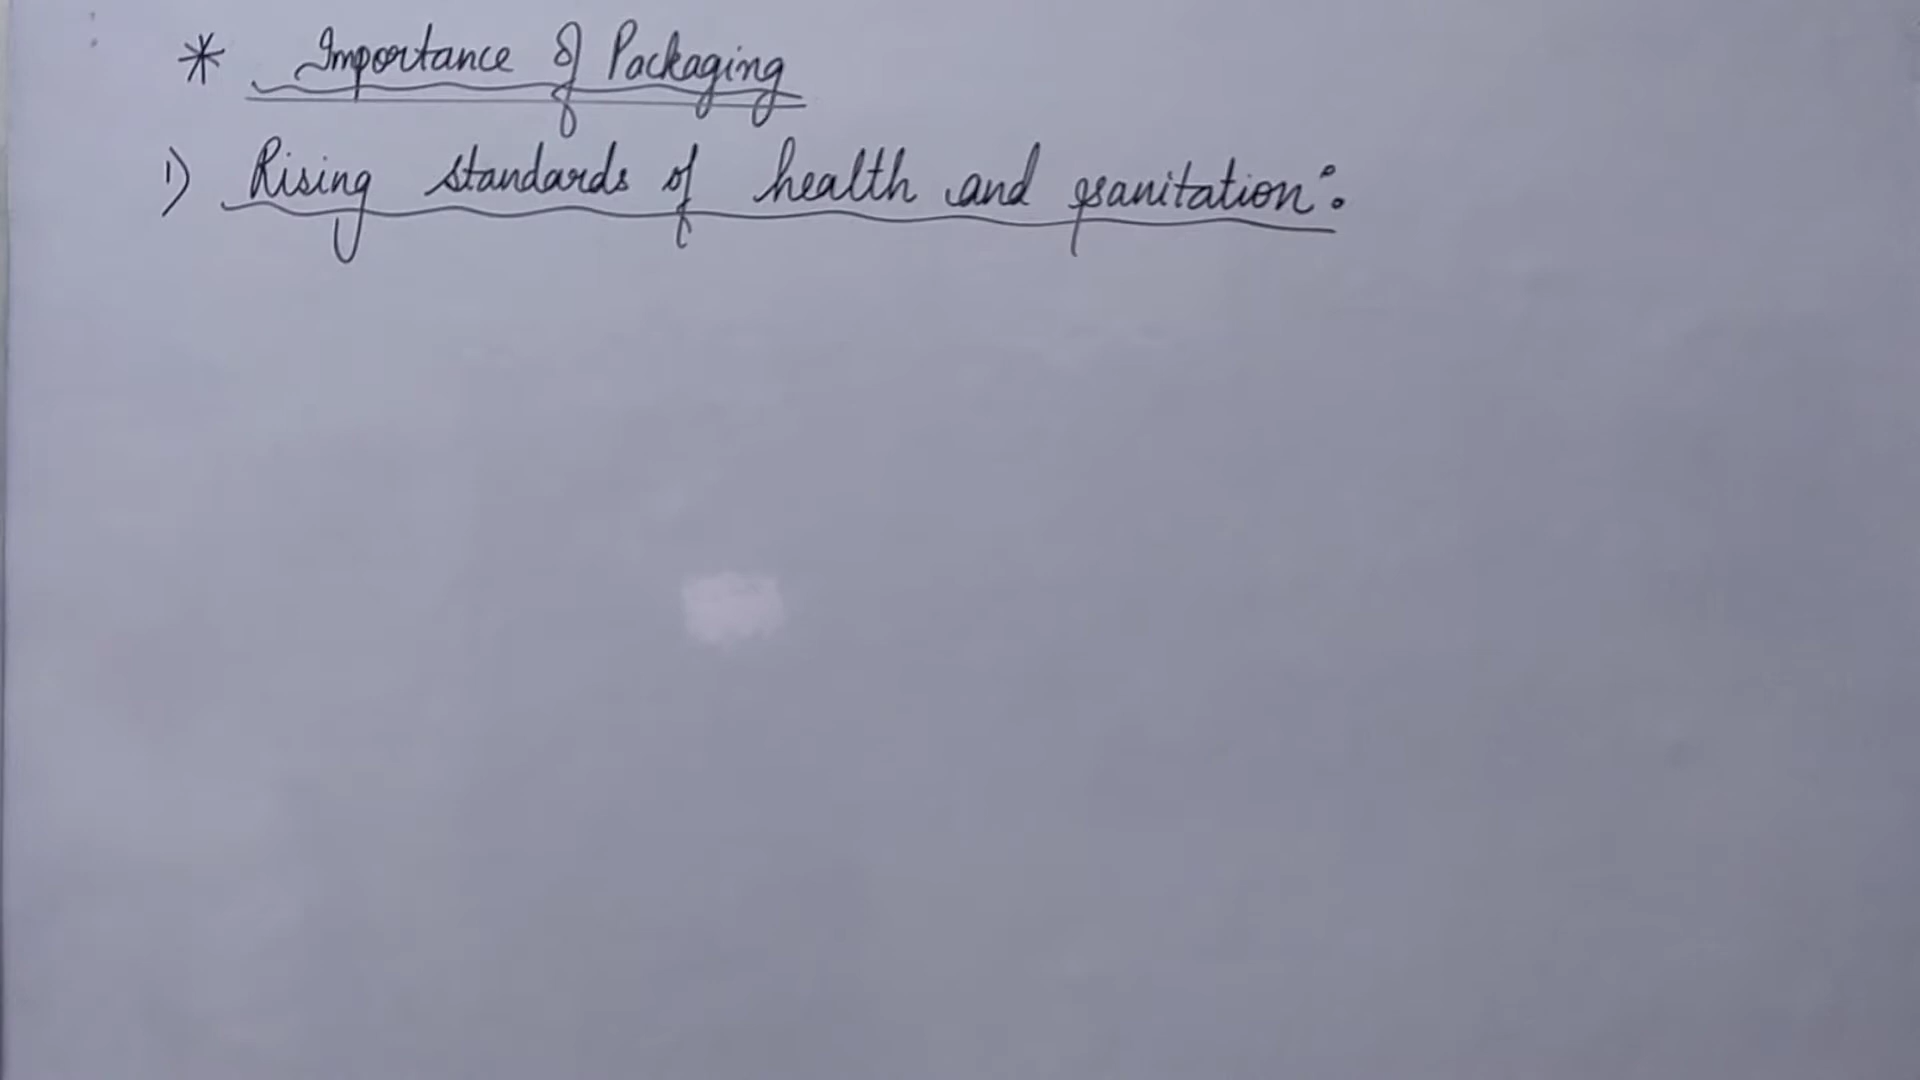 * Importance of Packaging
1) Rising standards of health and sanitation: